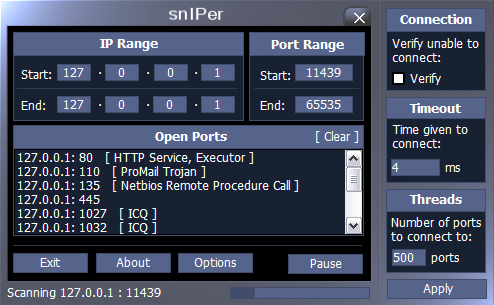 snIPer
IP Range
Start: 127 . 0 . 0 . 1
End: 127 . 0 . 0 . 1
Port Range
Start: 11439
End: 65535
Open Ports [ Clear ]
127.0.0.1: 80 [ HTTP Service, Executor ]
127.0.0.1: 110 [ ProMail Trojan ]
127.0.0.1: 135 [ Netbios Remote Procedure Call ]
127.0.0.1: 445
127.0.0.1: 1027 [ ICQ ]
127.0.0.1: 1032 [ ICQ ]
Exit About Options Pause
Scanning 127.0.0.1 : 11439
Connection
Verify unable to
connect:
Verify
Timeout
Time given to
connect:
4 ms
Threads
Number of ports
to connect to:
500 ports
Apply